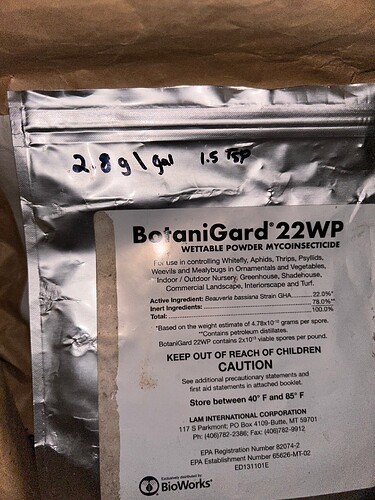 2.8 g \ gal 1.5 Tsp
BotaniGard® 22WP
WETTABLE POWDER MYCOINSECTICIDE
For use in controlling Whitefly, Aphids, Thrips, Psyllids,
Weevils and Mealybugs in Ornamentals and Vegetables,
Indoor / Outdoor Nursery, Greenhouse, Shadehouse,
Commercial Landscape, Interiorscape and Turf.
Active Ingredient: Beauveria bassiana Strain GHA.......... 22.0%*
Inert Ingredients: .......... 78.0%**
Total: .......... 100.0%
*Based on the weight estimate of 4.78x10⁻¹² grams per spore.
**Contains petroleum distillates.
BotaniGard 22WP contains 2x10¹³ viable spores per pound.
KEEP OUT OF REACH OF CHILDREN
CAUTION
See additional precautionary statements and
first aid statements in attached booklet.
Store between 40° F and 85° F
LAM INTERNATIONAL CORPORATION
117 S Parkmont; PO Box 4109-Butte, MT 59701
Ph: (406)782-2386; Fax: (406)782-9912
EPA Registration Number 82074-2
EPA Establishment Number 65626-MT-02
ED131101E
Exclusively distributed by
BioWorks®